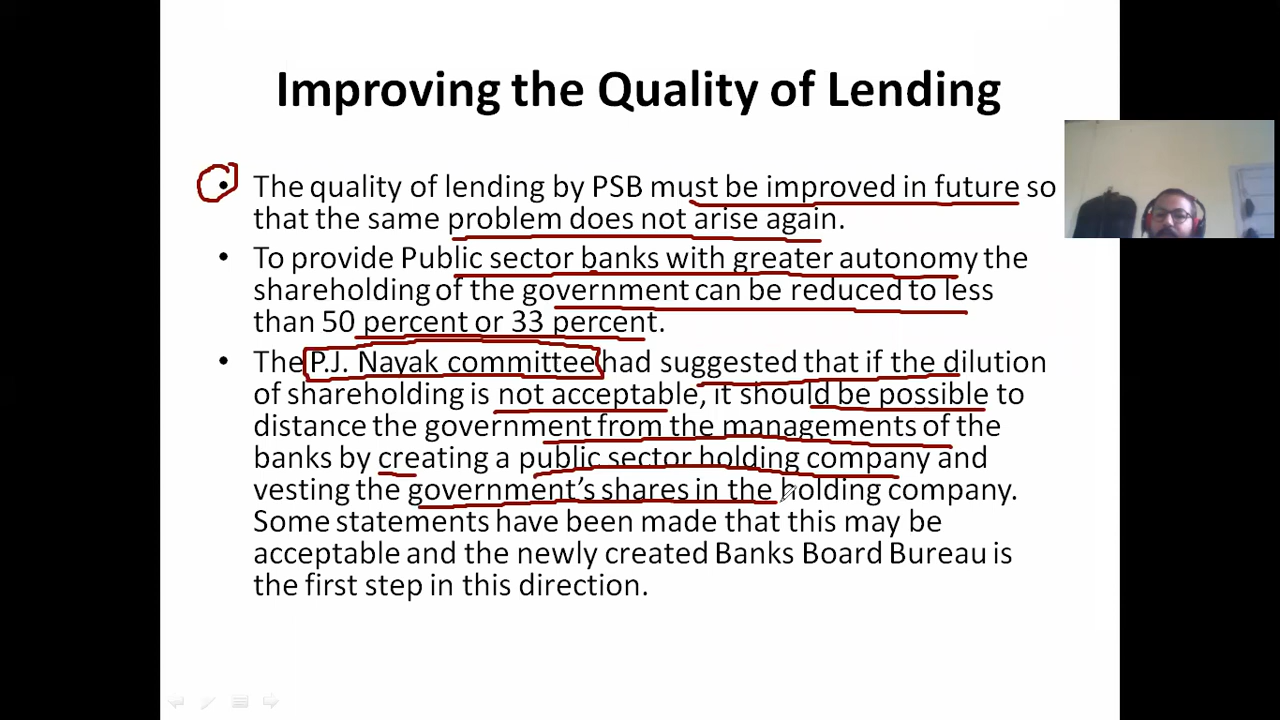 Improving the Quality of Lending
• The quality of lending by PSB must be improved in future so
that the same problem does not arise again.
• To provide Public sector banks with greater autonomy the
shareholding of the government can be reduced to less
than 50 percent or 33 percent.
• The P.J. Nayak committee had suggested that if the dilution
of shareholding is not acceptable, it should be possible to
distance the government from the managements of the
banks by creating a public sector holding company and
vesting the government's shares in the holding company.
Some statements have been made that this may be
acceptable and the newly created Banks Board Bureau is
the first step in this direction.